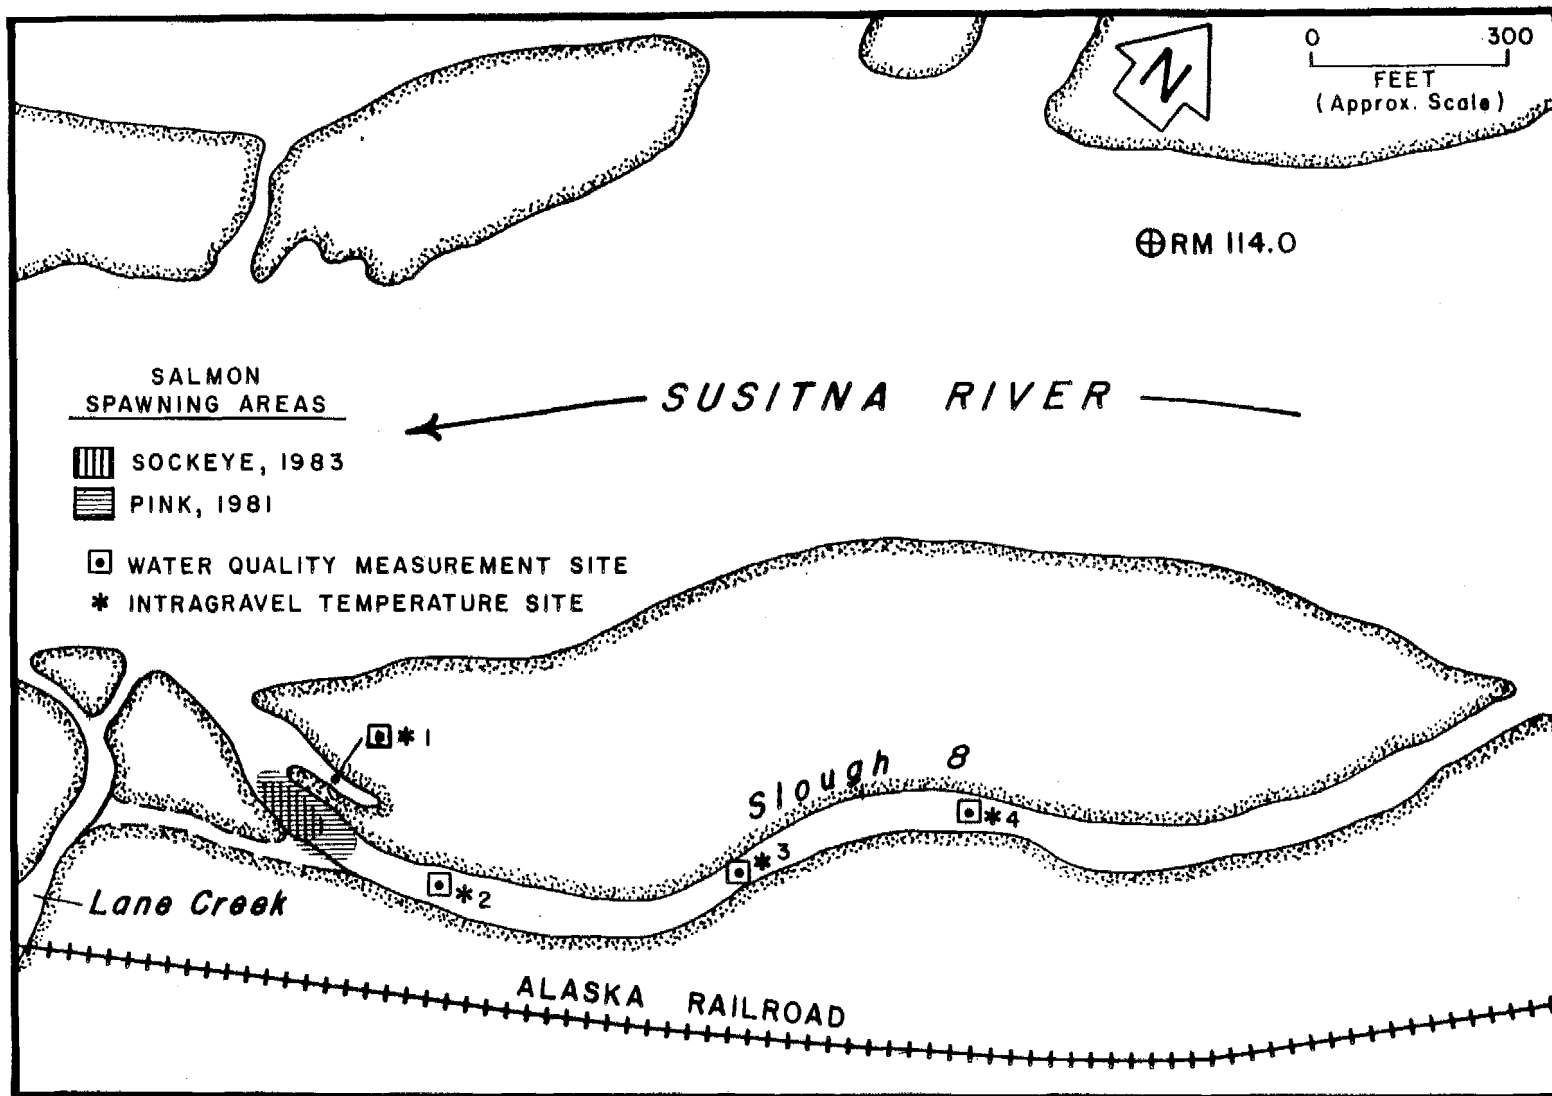 N
0 300
FEET
(Approx. Scale)
RM 114.0
SUSITNA RIVER
SALMON
SPAWNING AREAS
SOCKEYE, 1983
PINK, 1981
WATER QUALITY MEASUREMENT SITE
* INTRAGRAVEL TEMPERATURE SITE
*1
Slough 8
*4
*3
*2
Lane Creek
ALASKA RAILROAD